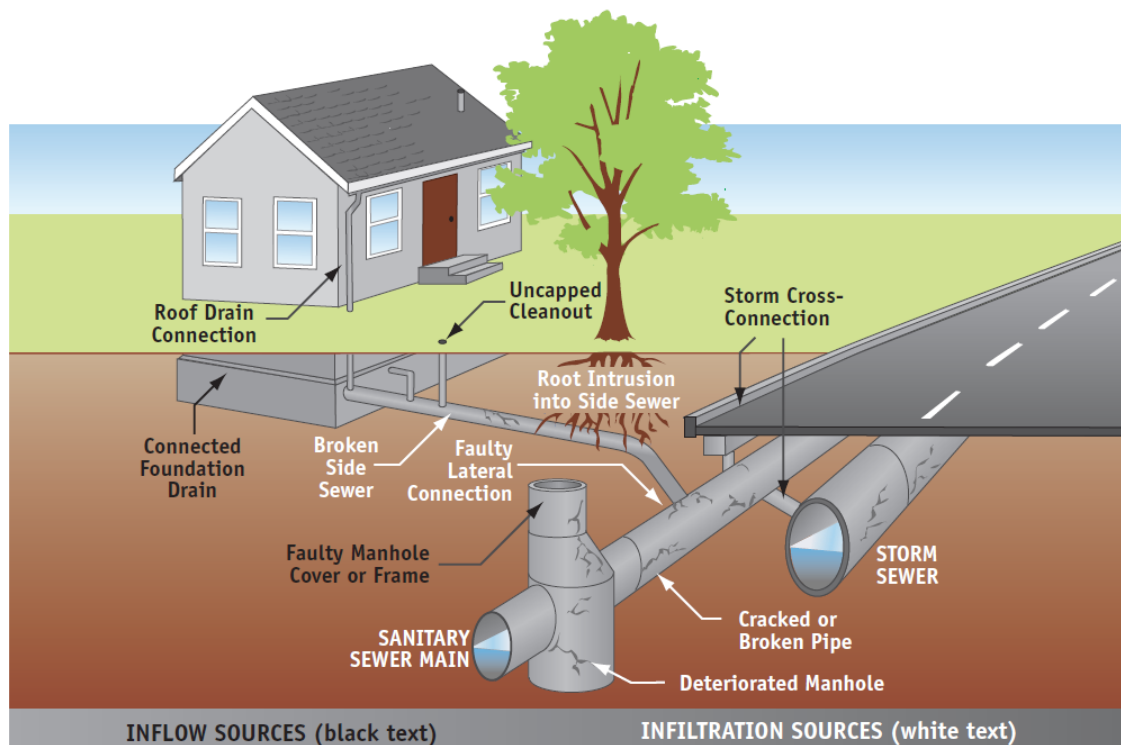 Roof Drain
Connection
Uncapped
Cleanout
Storm Cross-
Connection
Root Intrusion
into Side Sewer
Connected
Foundation
Drain
Broken
Side
Sewer
Faulty
Lateral
Connection
Faulty Manhole
Cover or Frame
STORM
SEWER
SANITARY
SEWER MAIN
Cracked or
Broken Pipe
Deteriorated Manhole
INFLOW SOURCES (black text)
INFILTRATION SOURCES (white text)